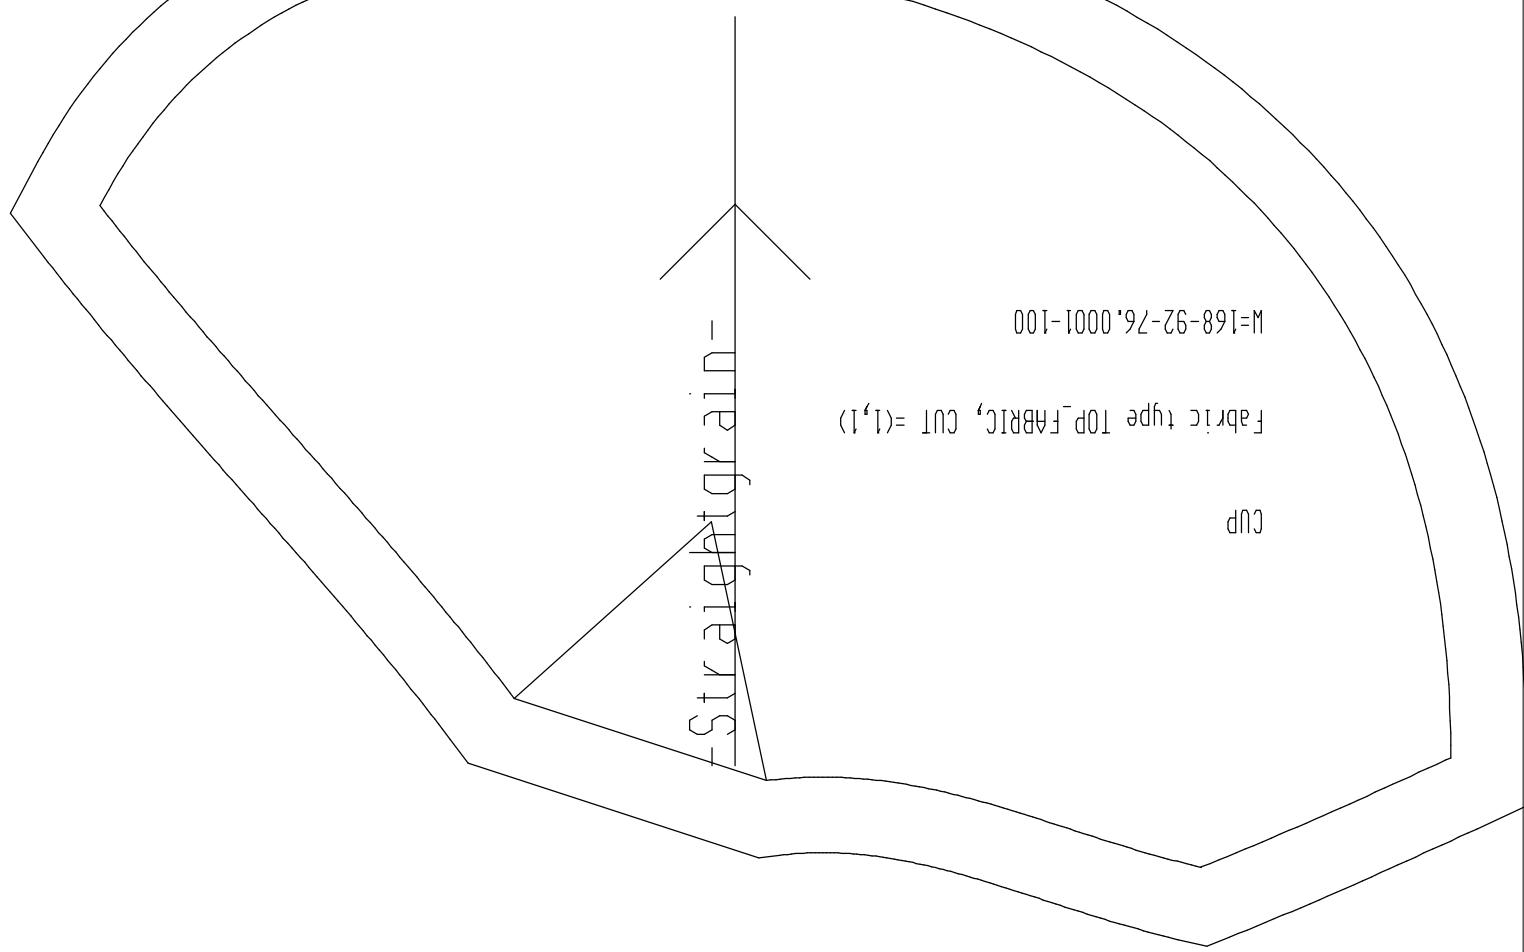 CUP
Fabric type TOP_FABRIC, CUT =(1,1)
W=168-92-76.0001-100
-Straightgrain-